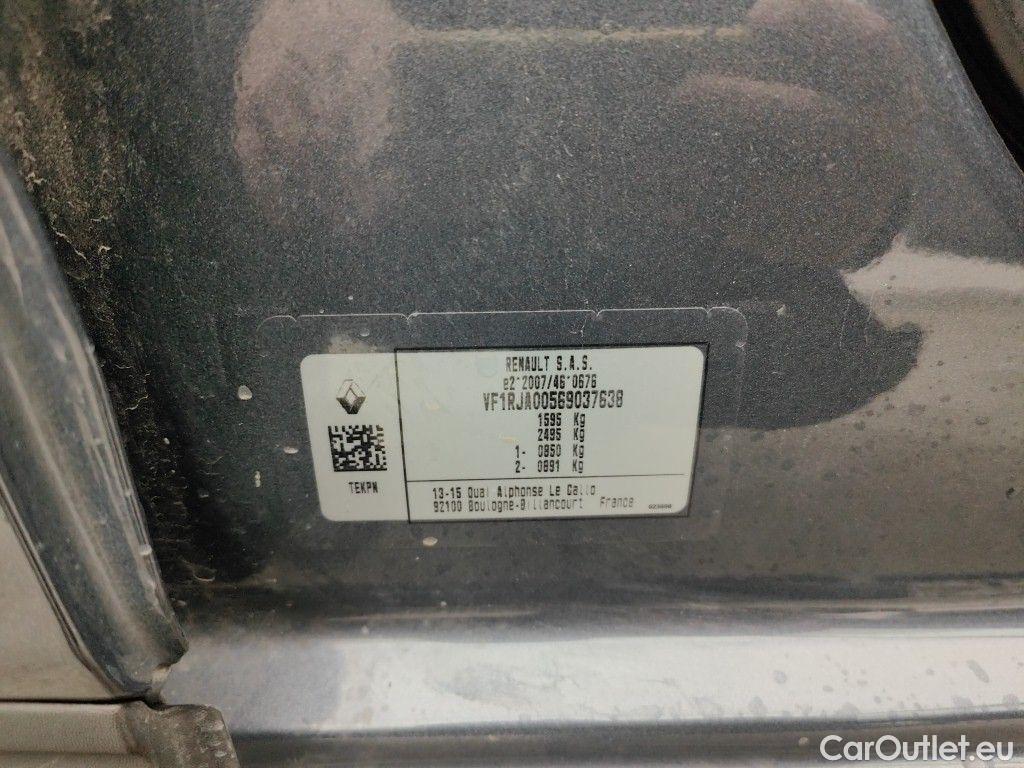 RENAULT S.A.S.
e2*2007/46*0676
VF1RJA00569037638
1595 Kg
2495 Kg
1- 0850 Kg
2- 0891 Kg
TEKPN
13-15 Quai Alphonse Le Gallo
92100 Boulogne-Billancourt France
CarOutlet.eu